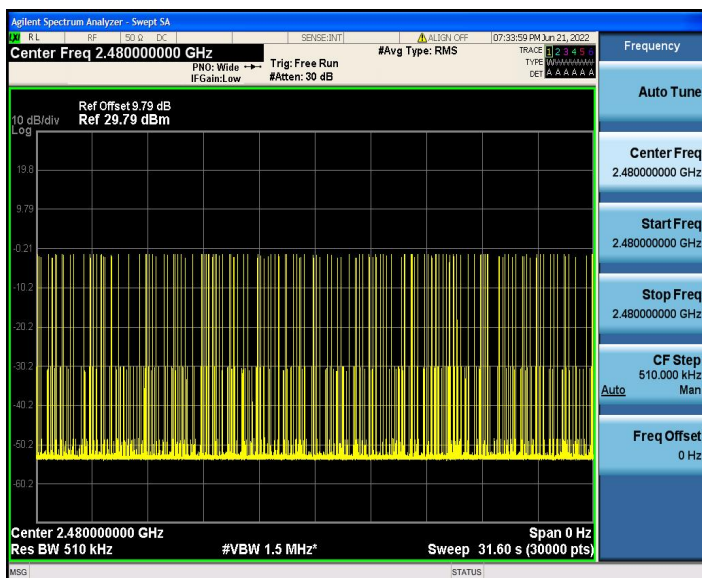 Agilent Spectrum Analyzer - Swept SA
LXI RL RF 50 Ω DC SENSE:INT ALIGN OFF 07:33:59 PM Jun 21, 2022
Center Freq 2.480000000 GHz
#Avg Type: RMS
TRACE 1 2 3 4 5 6
PNO: Wide
Trig: Free Run
TYPE
IFGain:Low
#Atten: 30 dB
DET A A A A A A
Ref Offset 9.79 dB
10 dB/div Ref 29.79 dBm
Log
19.8
9.79
-0.21
-10.2
-20.2
-30.2
-40.2
-50.2
-60.2
Center 2.480000000 GHz
Span 0 Hz
Res BW 510 kHz
#VBW 1.5 MHz*
Sweep 31.60 s (30000 pts)
MSG
STATUS
Frequency
Auto Tune
Center Freq
2.480000000 GHz
Start Freq
2.480000000 GHz
Stop Freq
2.480000000 GHz
CF Step
510.000 kHz
Auto Man
Freq Offset
0 Hz